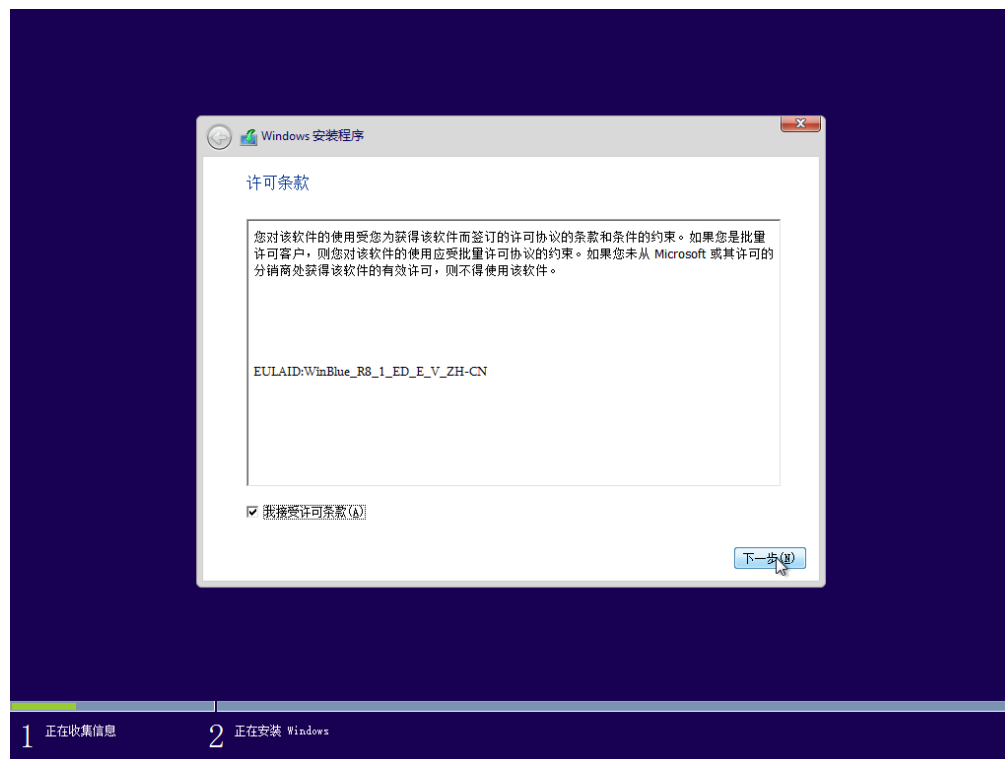 Windows 安装程序
许可条款
您对该软件的使用受您为获得该软件而签订的许可协议的条款和条件的约束。如果您是批量
许可客户，则您对该软件的使用应受批量许可协议的约束。如果您未从 Microsoft 或其许可的
分销商处获得该软件的有效许可，则不得使用该软件。
EULAID:WinBlue_R8_1_ED_E_V_ZH-CN
我接受许可条款(A)
下一步(N)
1 正在收集信息
2 正在安装 Windows